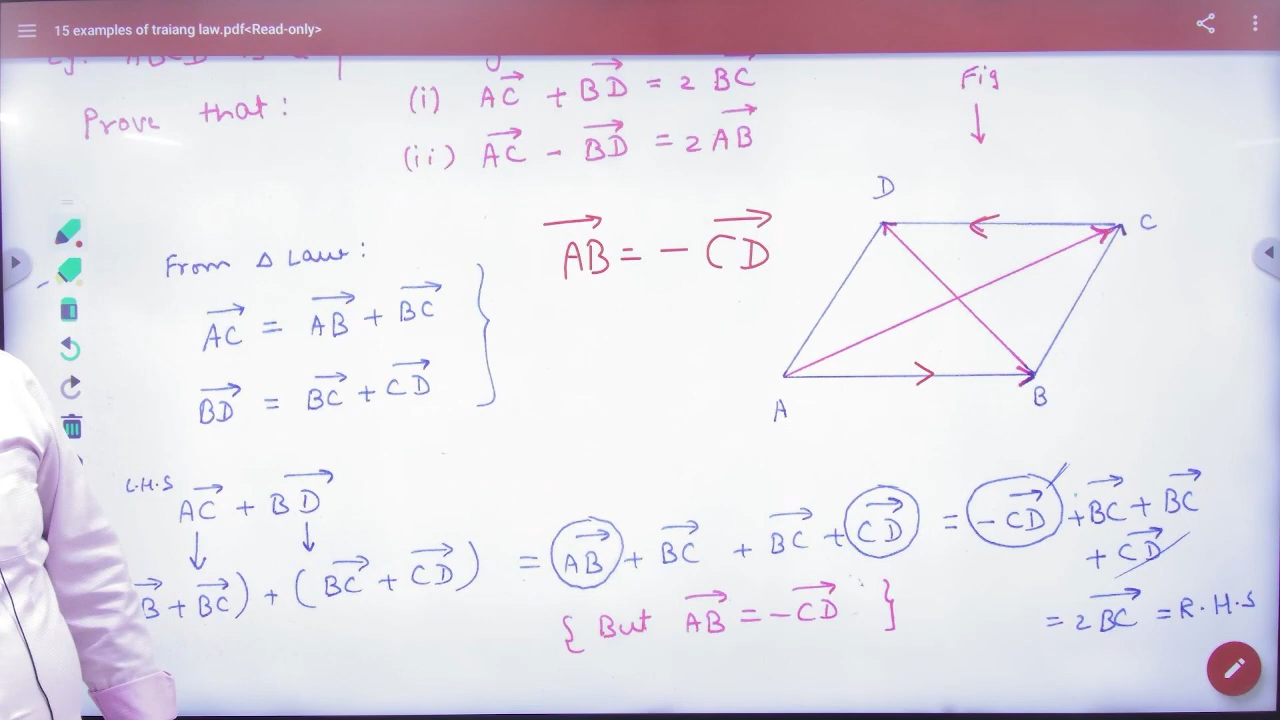 15 examples of traiang law.pdf<Read-only>
Prove that:
(i) AC + BD = 2 BC
(ii) AC - BD = 2 AB
Fig
D
C
A
B
AB = - CD
From Δ Law:
AC = AB + BC
BD = BC + CD
L.H.S
AC + BD
B + BC) + (BC + CD) = AB + BC + BC + CD = -CD + BC + BC
+ CD
{ But AB = -CD }
= 2 BC = R.H.S